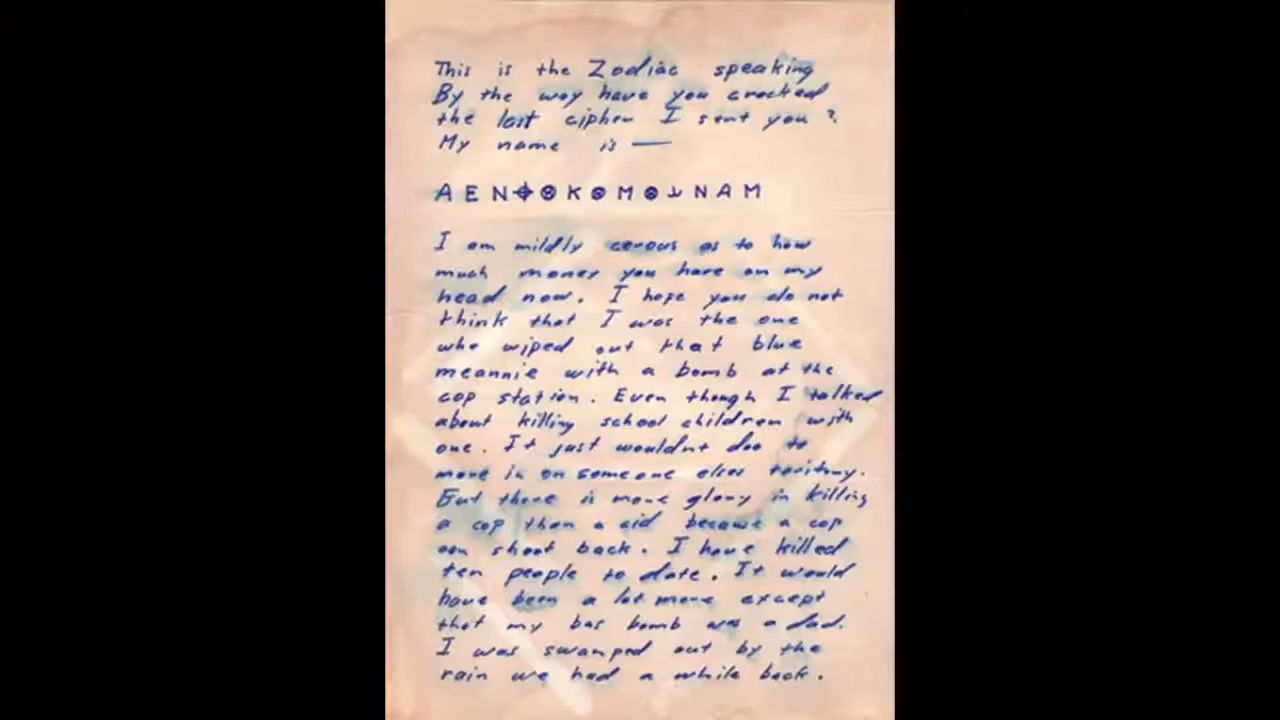 This is the Zodiac speaking
By the way have you cracked
the last cipher I sent you ?
My name is —
A E N ⌖ ⊗ K ⊗ M ⊗ ⅃ N A M
I am mildly cerous as to how
much money you have on my
head now. I hope you do not
think that I was the one
who wiped out that blue
meannie with a bomb at the
cop station. Even though I talked
about killing school children with
one. It just wouldnt doo to
move in on someone elses teritory.
But there is more glory in killing
a cop than a cid because a cop
can shoot back. I have killed
ten people to date. It would
have been a lot more except
that my bus bomb was a dud.
I was swamped out by the
rain we had a while back.